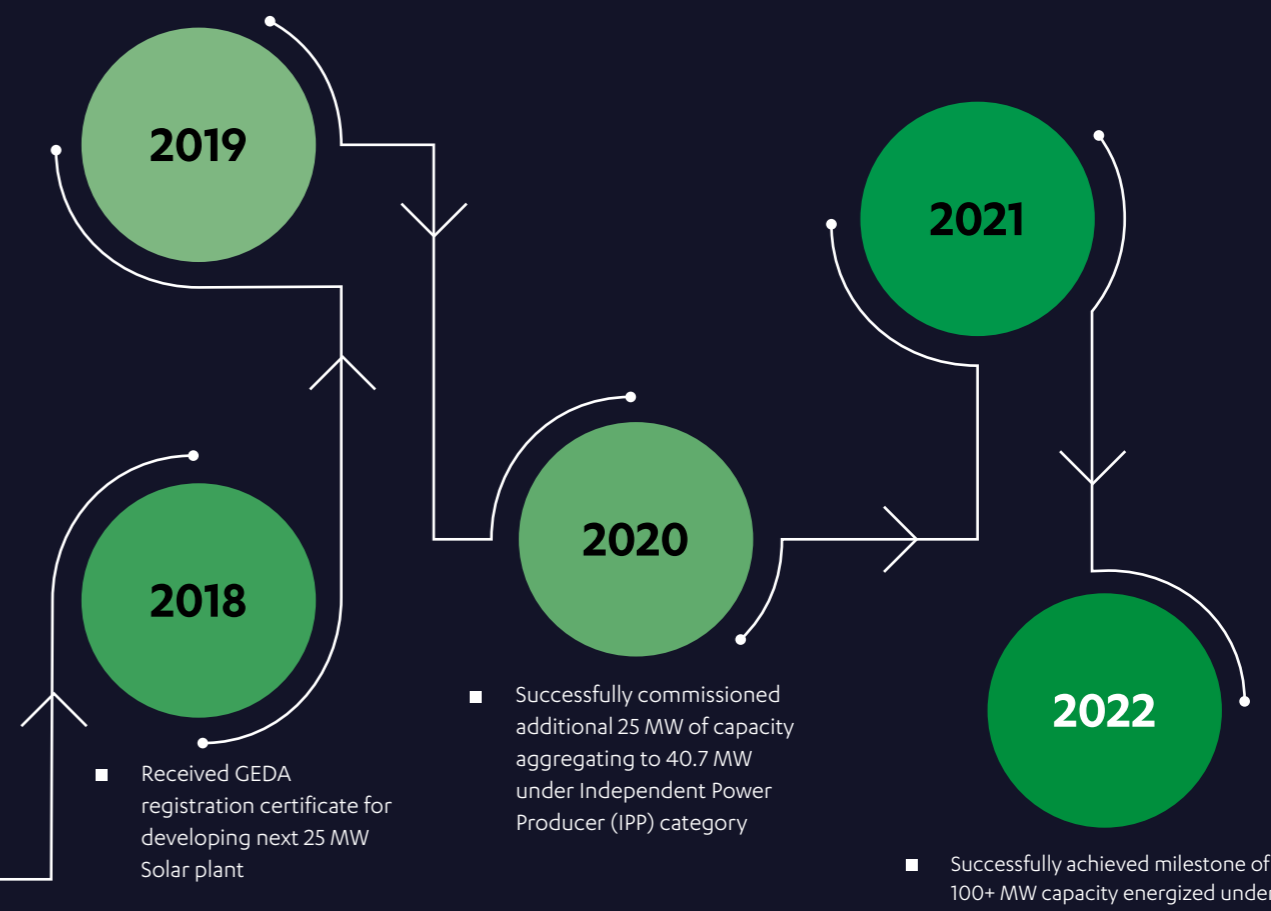 2019
2021
2020
2018
2022
Successfully commissioned
additional 25 MW of capacity
aggregating to 40.7 MW
under Independent Power
Producer (IPP) category
Received GEDA
registration certificate for
developing next 25 MW
Solar plant
Successfully achieved milestone of
100+ MW capacity energized under